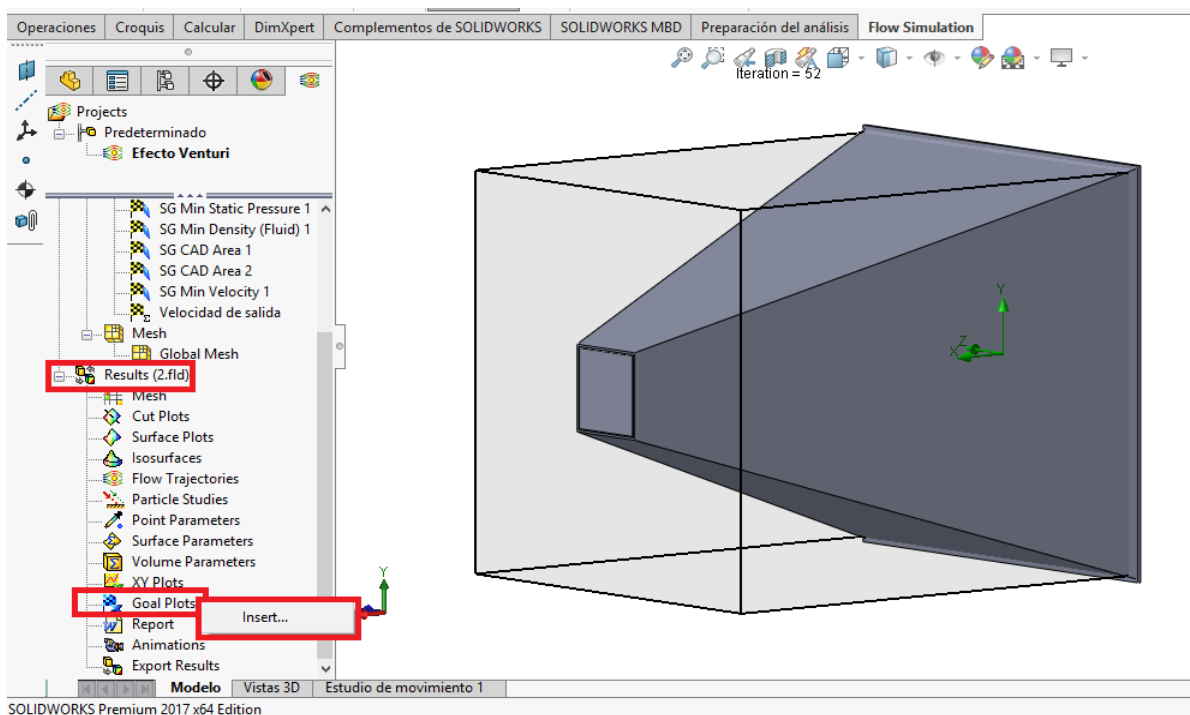 Operaciones Croquis Calcular DimXpert Complementos de SOLIDWORKS SOLIDWORKS MBD Preparación del análisis Flow Simulation
Iteration = 52
Projects
Predeterminado
Efecto Venturi
SG Min Static Pressure 1
SG Min Density (Fluid) 1
SG CAD Area 1
SG CAD Area 2
SG Min Velocity 1
Velocidad de salida
Mesh
Global Mesh
Results (2.fld)
Mesh
Cut Plots
Surface Plots
Isosurfaces
Flow Trajectories
Particle Studies
Point Parameters
Surface Parameters
Volume Parameters
XY Plots
Goal Plots
Insert...
Report
Animations
Export Results
Y
Y
Z
X
Modelo Vistas 3D Estudio de movimiento 1
SOLIDWORKS Premium 2017 x64 Edition